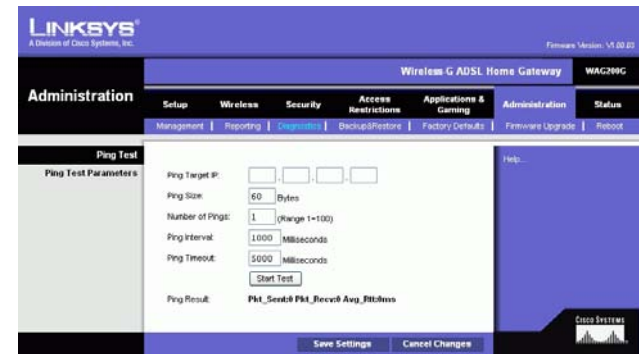 LINKSYS®
A Division of Cisco Systems, Inc.
Firmware Version: V1.00.03
Wireless-G ADSL Home Gateway WAG200G
Administration
Setup Wireless Security Access Restrictions Applications & Gaming Administration Status
Management | Reporting | Diagnostics | Backup&Restore | Factory Defaults | Firmware Upgrade | Reboot
Ping Test
Ping Test Parameters
Help...
Ping Target IP: . . .
Ping Size: 60 Bytes
Number of Pings: 1 (Range 1~100)
Ping Interval: 1000 Milliseconds
Ping Timeout: 5000 Milliseconds
Start Test
Ping Result: Pkt_Sent:0 Pkt_Recv:0 Avg_Rtt:0ms
Save Settings Cancel Changes
CISCO SYSTEMS